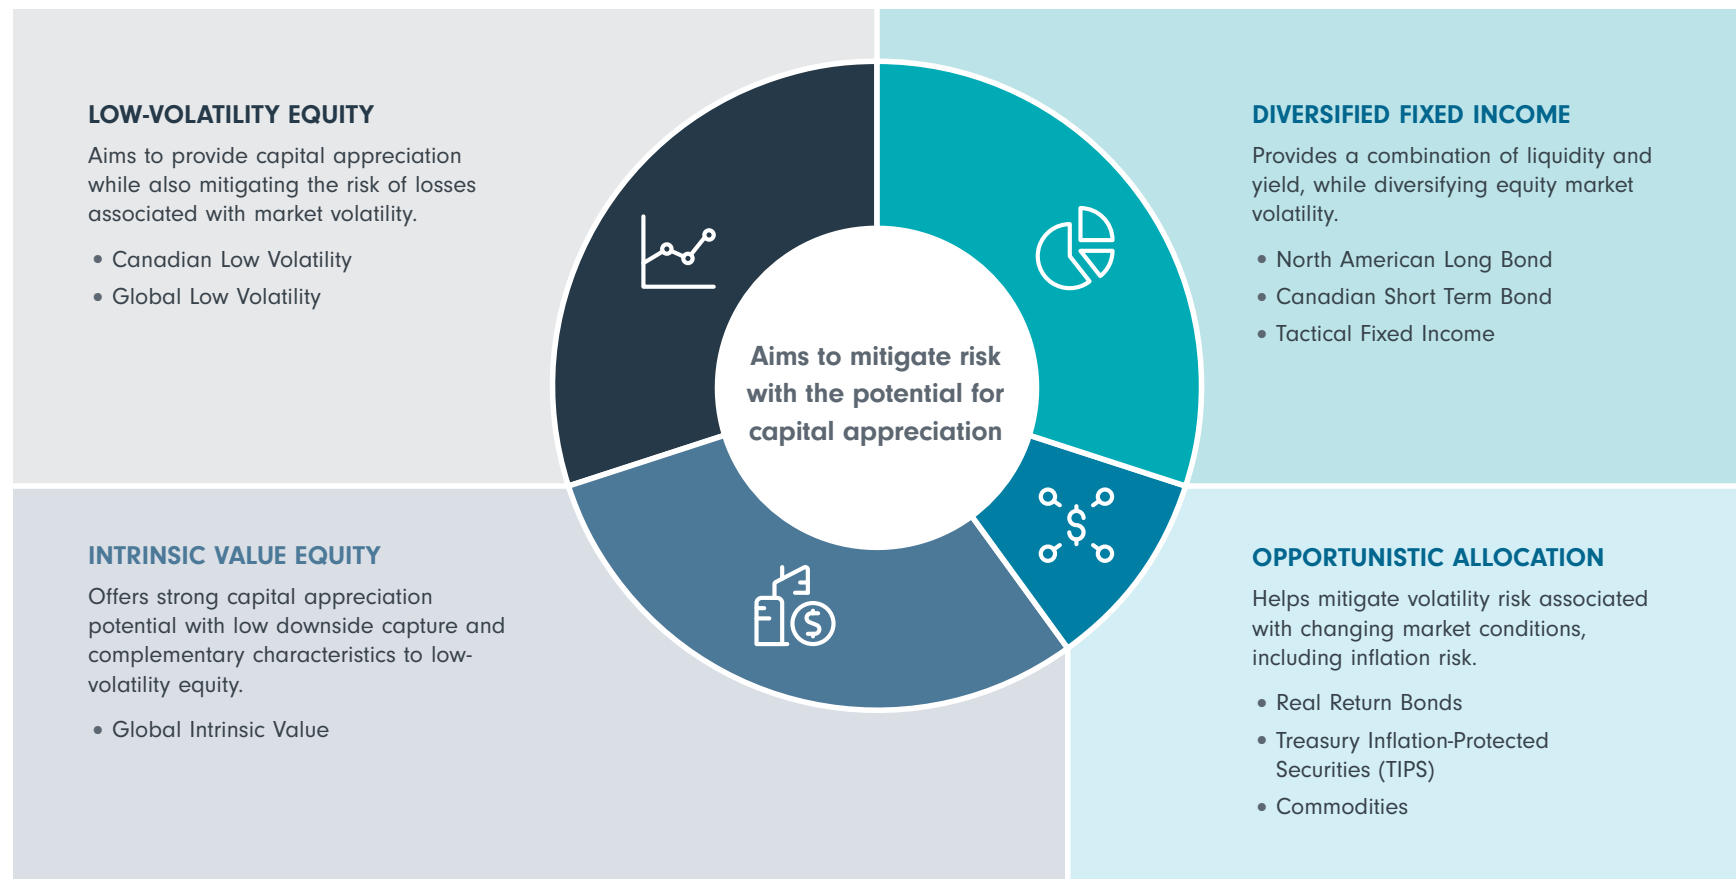 LOW-VOLATILITY EQUITY
Aims to provide capital appreciation
while also mitigating the risk of losses
associated with market volatility.
• Canadian Low Volatility
• Global Low Volatility
DIVERSIFIED FIXED INCOME
Provides a combination of liquidity and
yield, while diversifying equity market
volatility.
• North American Long Bond
• Canadian Short Term Bond
• Tactical Fixed Income
Aims to mitigate risk
with the potential for
capital appreciation
INTRINSIC VALUE EQUITY
Offers strong capital appreciation
potential with low downside capture and
complementary characteristics to low-
volatility equity.
• Global Intrinsic Value
OPPORTUNISTIC ALLOCATION
Helps mitigate volatility risk associated
with changing market conditions,
including inflation risk.
• Real Return Bonds
• Treasury Inflation-Protected
Securities (TIPS)
• Commodities